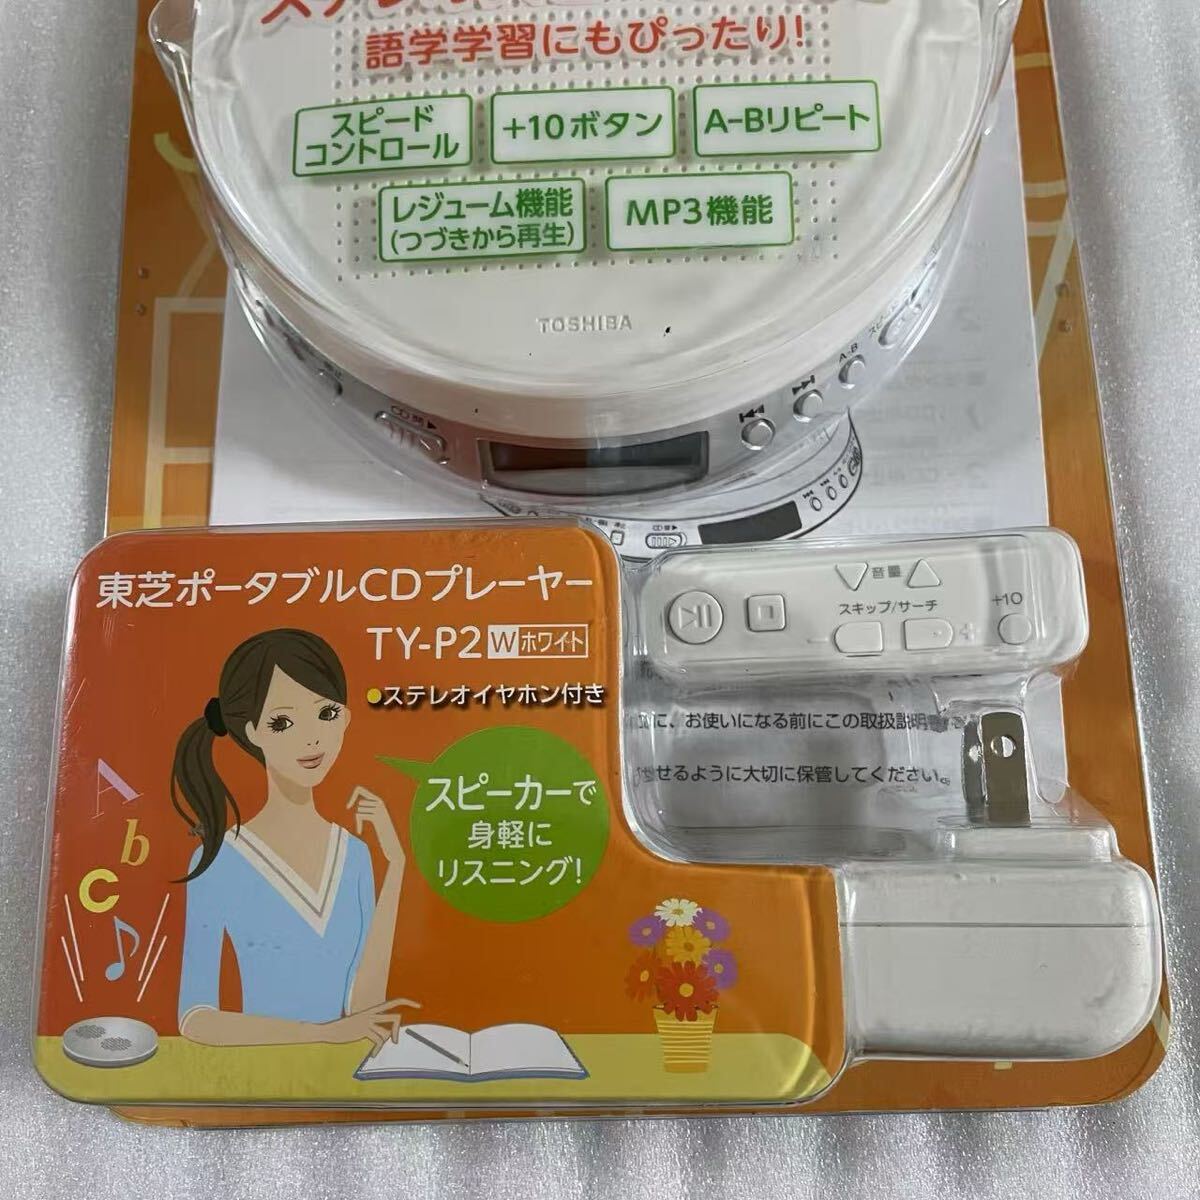 語学学習にもぴったり!
スピード
コントロール
+10ボタン
A-Bリピート
レジューム機能
(つづきから再生)
MP3機能
TOSHIBA
A-B
東芝ポータブルCDプレーヤー
TY-P2 W ホワイト
●ステレオイヤホン付き
スピーカーで
身軽に
リスニング!
A
b
C
音量
スキップ/サーチ
+10
− +
に、お使いになる前にこの取扱説明書
せるように大切に保管してください。